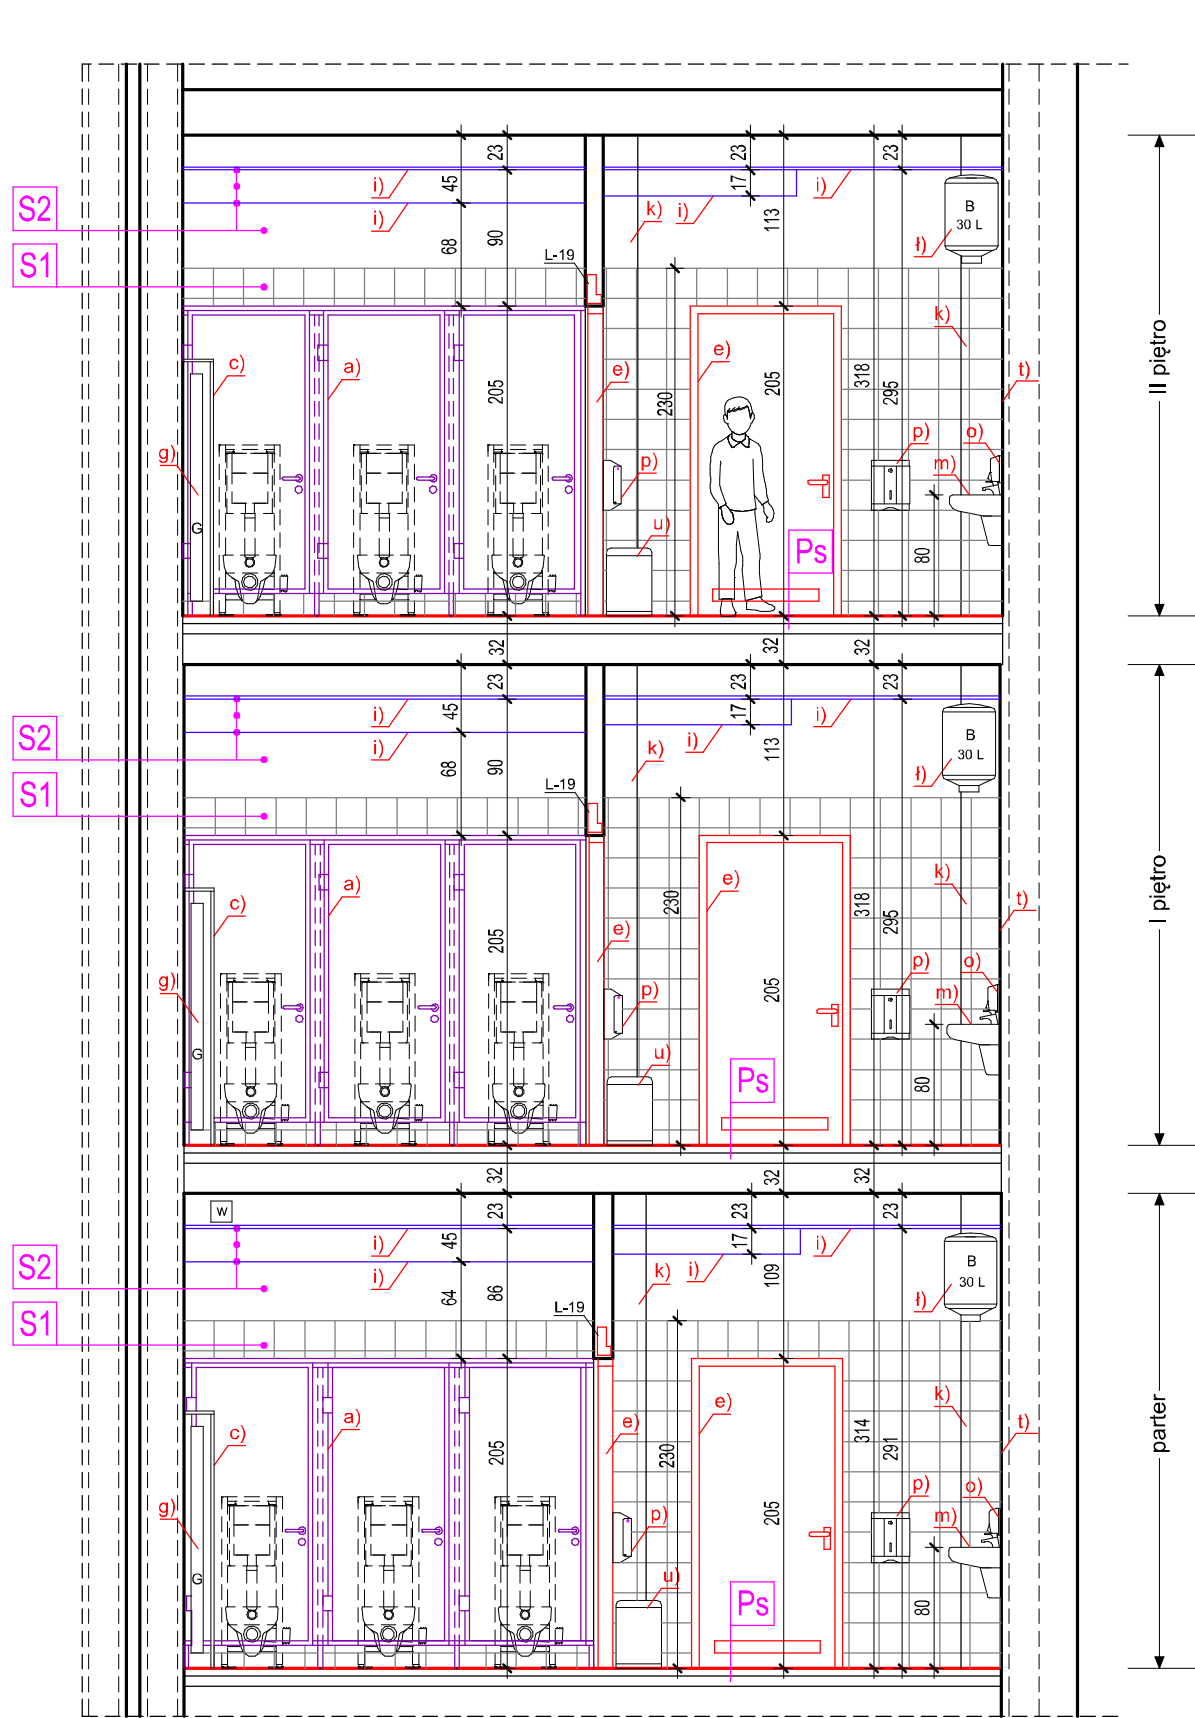 23
23
23
S2
i)
45
17
i)
i)
k)
i)
B
30 L
113
68
90
ł)
S1
L-19
k)
c)
a)
e)
e)
205
205
230
318
295
t)
II piętro
g)
p)
p)
o)
m)
G
u)
Ps
80
32
32
32
23
23
23
S2
i)
45
17
i)
i)
k)
i)
B
30 L
113
68
90
ł)
S1
L-19
k)
c)
a)
e)
e)
205
205
230
318
295
t)
I piętro
g)
p)
p)
o)
m)
G
u)
Ps
80
32
32
32
W
23
23
23
S2
i)
45
17
i)
i)
k)
i)
B
30 L
109
64
86
ł)
S1
L-19
k)
c)
a)
e)
e)
205
205
230
314
291
t)
parter
g)
p)
p)
o)
m)
G
u)
Ps
80